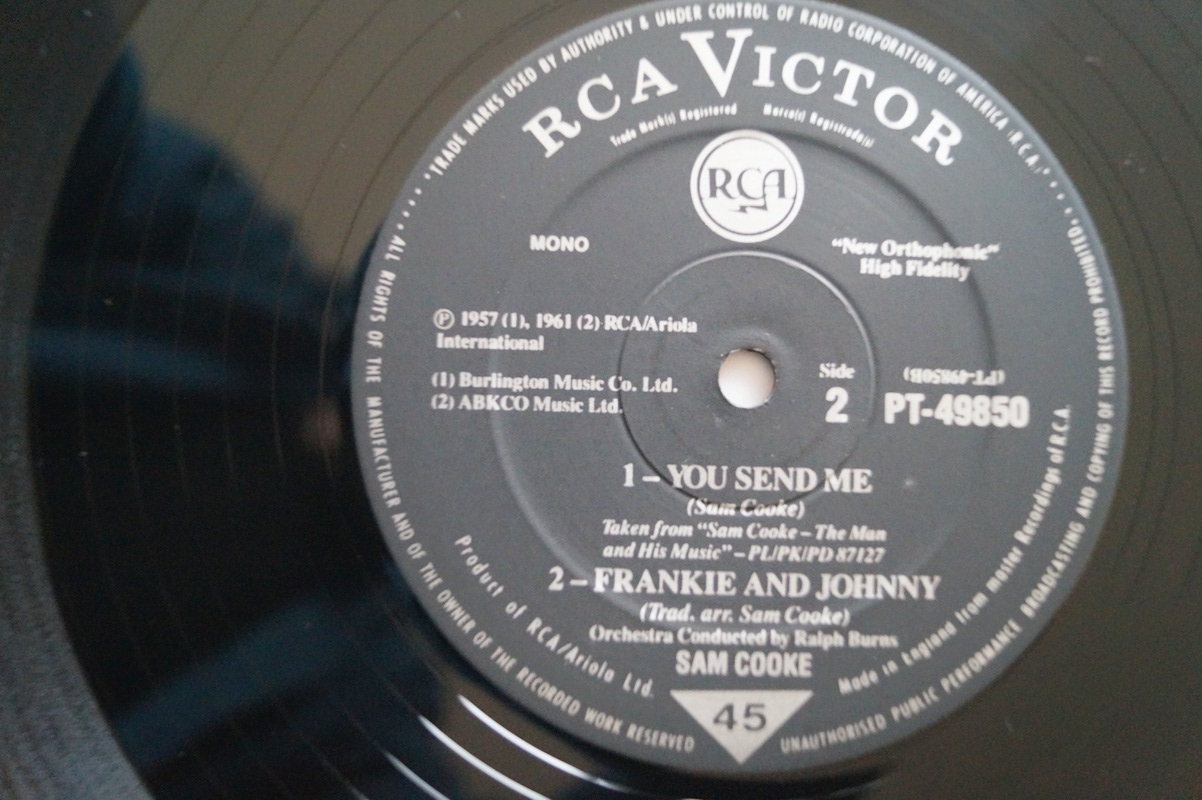 "TRADE MARKS USED BY AUTHORITY & UNDER CONTROL OF RADIO CORPORATION OF AMERICA (R.C.A.)"
RCA VICTOR
Trade Mark(s) Registered Marca(s) Registrada(s)
RCA
MONO
"New Orthophonic"
High Fidelity
Ⓟ 1957 (1), 1961 (2) RCA/Ariola
International
(1) Burlington Music Co. Ltd.
(2) ABKCO Music Ltd.
Side
2
(PT-49850B)
PT-49850
1 – YOU SEND ME
(Sam Cooke)
Taken from "Sam Cooke – The Man
and His Music" – PL/PK/PD 87127
2 – FRANKIE AND JOHNNY
(Trad. arr. Sam Cooke)
Orchestra Conducted by Ralph Burns
SAM COOKE
45
Product of RCA/Ariola Ltd.
Made in England from master Recordings of R.C.A.
ALL RIGHTS OF THE MANUFACTURER AND OF THE OWNER OF THE RECORDED WORK RESERVED
UNAUTHORISED PUBLIC PERFORMANCE BROADCASTING AND COPYING OF THIS RECORD PROHIBITED